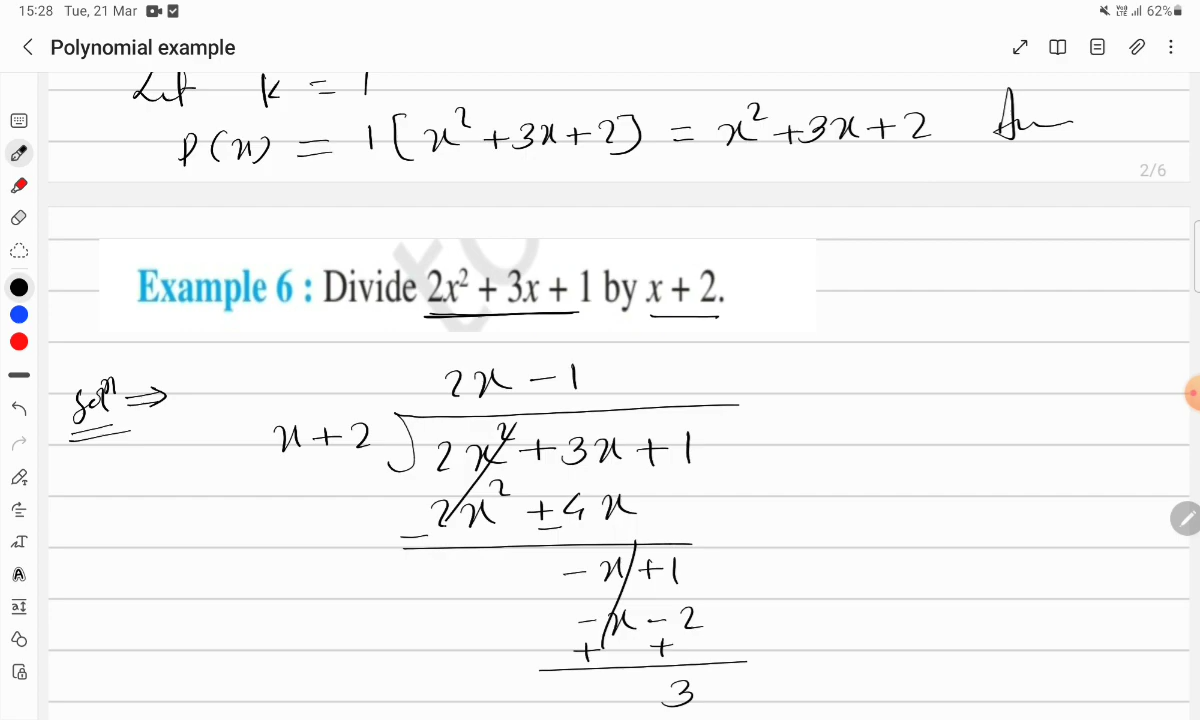 15:28 Tue, 21 Mar 62%
Polynomial example
Let k = 1
P(x) = 1[x² + 3x + 2] = x² + 3x + 2 An
2/6
Example 6 : Divide 2x² + 3x + 1 by x + 2.
Solⁿ ⇒
2x - 1
x + 2 ) 2x² + 3x + 1
2x² + 4x
- -
- x + 1
- x - 2
+ +
3